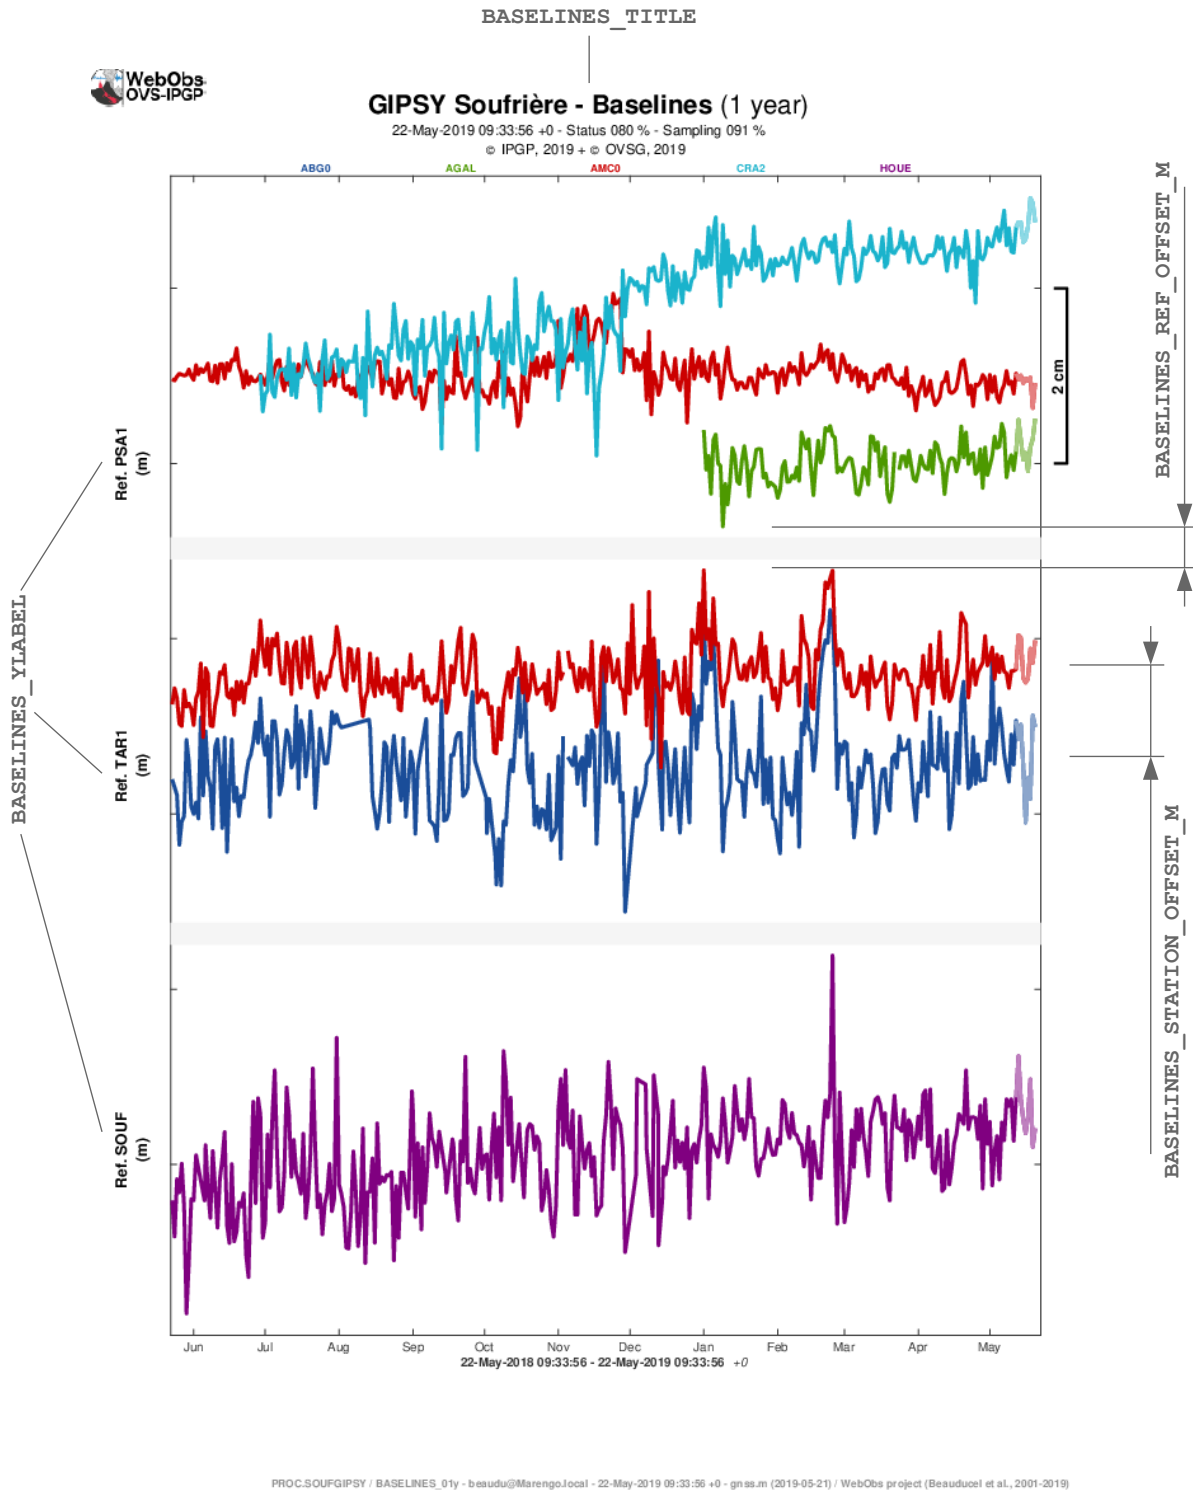 BASELINES_TITLE
WebObs
OVS-IPGP
GIPSY Soufrière - Baselines (1 year)
22-May-2019 09:33:56 +0 - Status 080 % - Sampling 091 %
© IPGP, 2019 + © OVSG, 2019
ABG0 AGAL AMC0 CRA2 HOUE
BASELINES_REF_OFFSET_M
2 cm
Ref. PSA1
(m)
BASELINES_YLABEL
Ref. TAR1
(m)
BASELINES_STATION_OFFSET_M
Ref. SOUF
(m)
Jun Jul Aug Sep Oct Nov Dec Jan Feb Mar Apr May
22-May-2018 09:33:56 - 22-May-2019 09:33:56 +0
PROC.SOUFGIPSY / BASELINES_01y - beaudu@Marengo.local - 22-May-2019 09:33:56 +0 - gnss.m (2019-05-21) / WebObs project (Beauducel et al., 2001-2019)